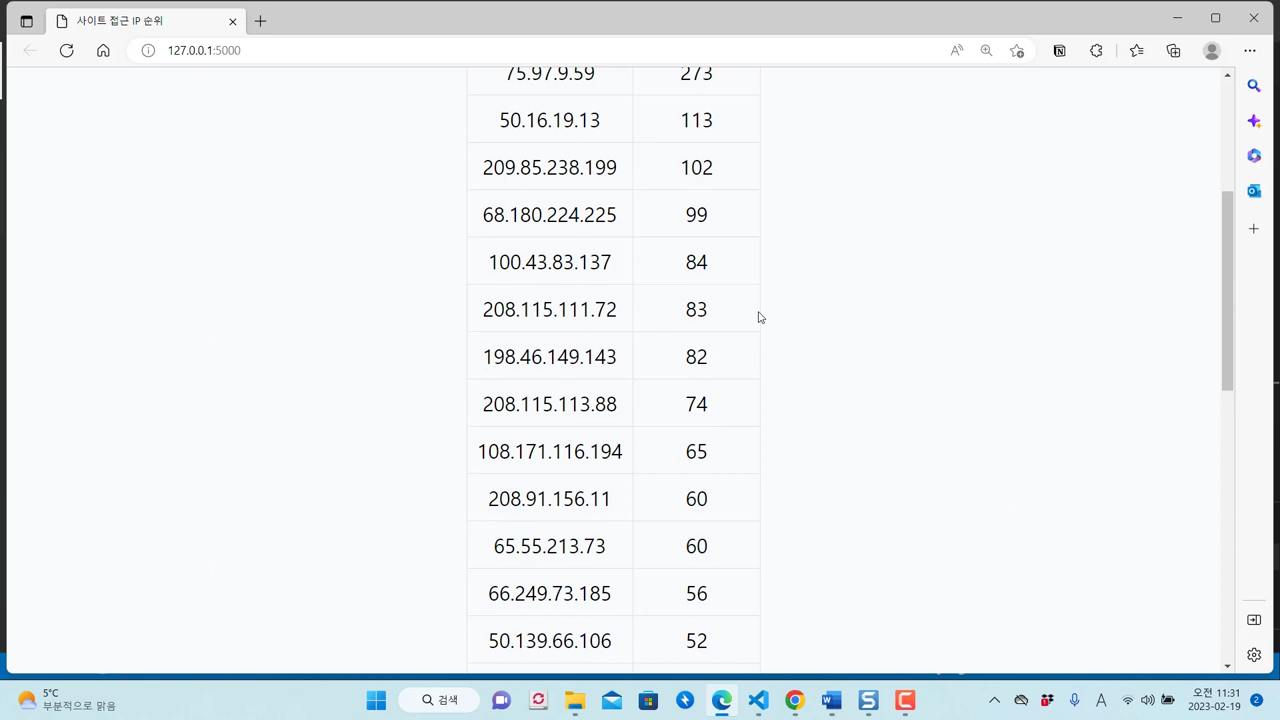 사이트 접근 IP 순위
127.0.0.1:5000
75.97.9.59 273
50.16.19.13 113
209.85.238.199 102
68.180.224.225 99
100.43.83.137 84
208.115.111.72 83
198.46.149.143 82
208.115.113.88 74
108.171.116.194 65
208.91.156.11 60
65.55.213.73 60
66.249.73.185 56
50.139.66.106 52
5°C
부분적으로 맑음
검색
A
오전 11:31
2023-02-19
2